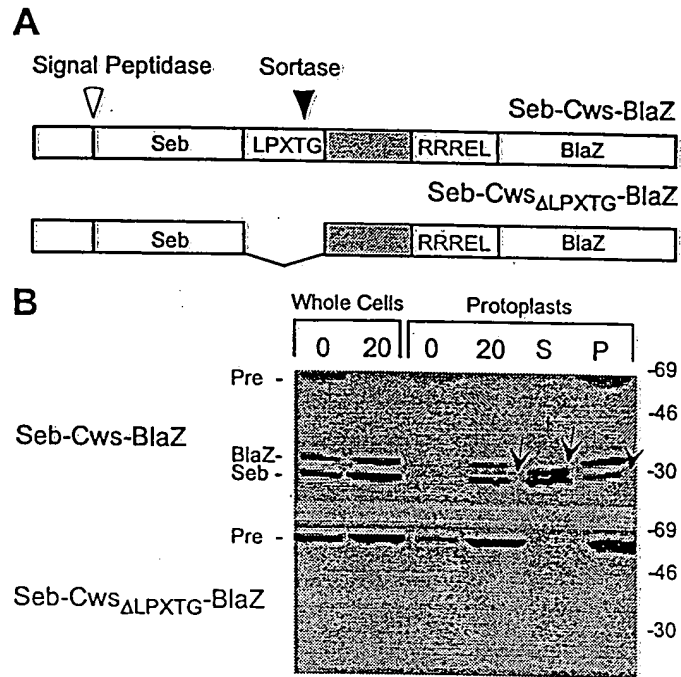 A
Signal Peptidase Sortase
Seb-Cws-BlaZ
Seb LPXTG RRREL BlaZ
Seb-CwsΔLPXTG-BlaZ
Seb RRREL BlaZ
B
Whole Cells Protoplasts
0 20 0 20 S P
Pre - -69
-46
Seb-Cws-BlaZ
BlaZ-
Seb - -30
Pre - -69
-46
Seb-CwsΔLPXTG-BlaZ
-30